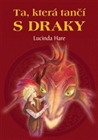 Ta, která tančí
S DRAKY
Lucinda Hare